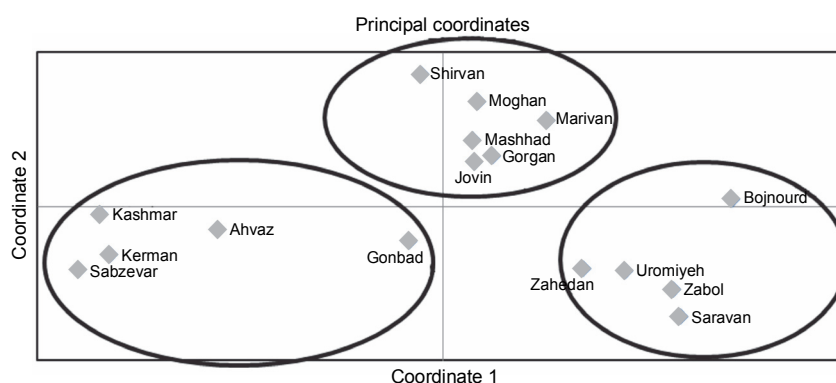 Principal coordinates
Shirvan
Moghan
Marivan
Mashhad
Gorgan
Jovin
Bojnourd
Kashmar
Ahvaz
Gonbad
Kerman
Sabzevar
Zahedan
Uromiyeh
Zabol
Saravan
Coordinate 2
Coordinate 1